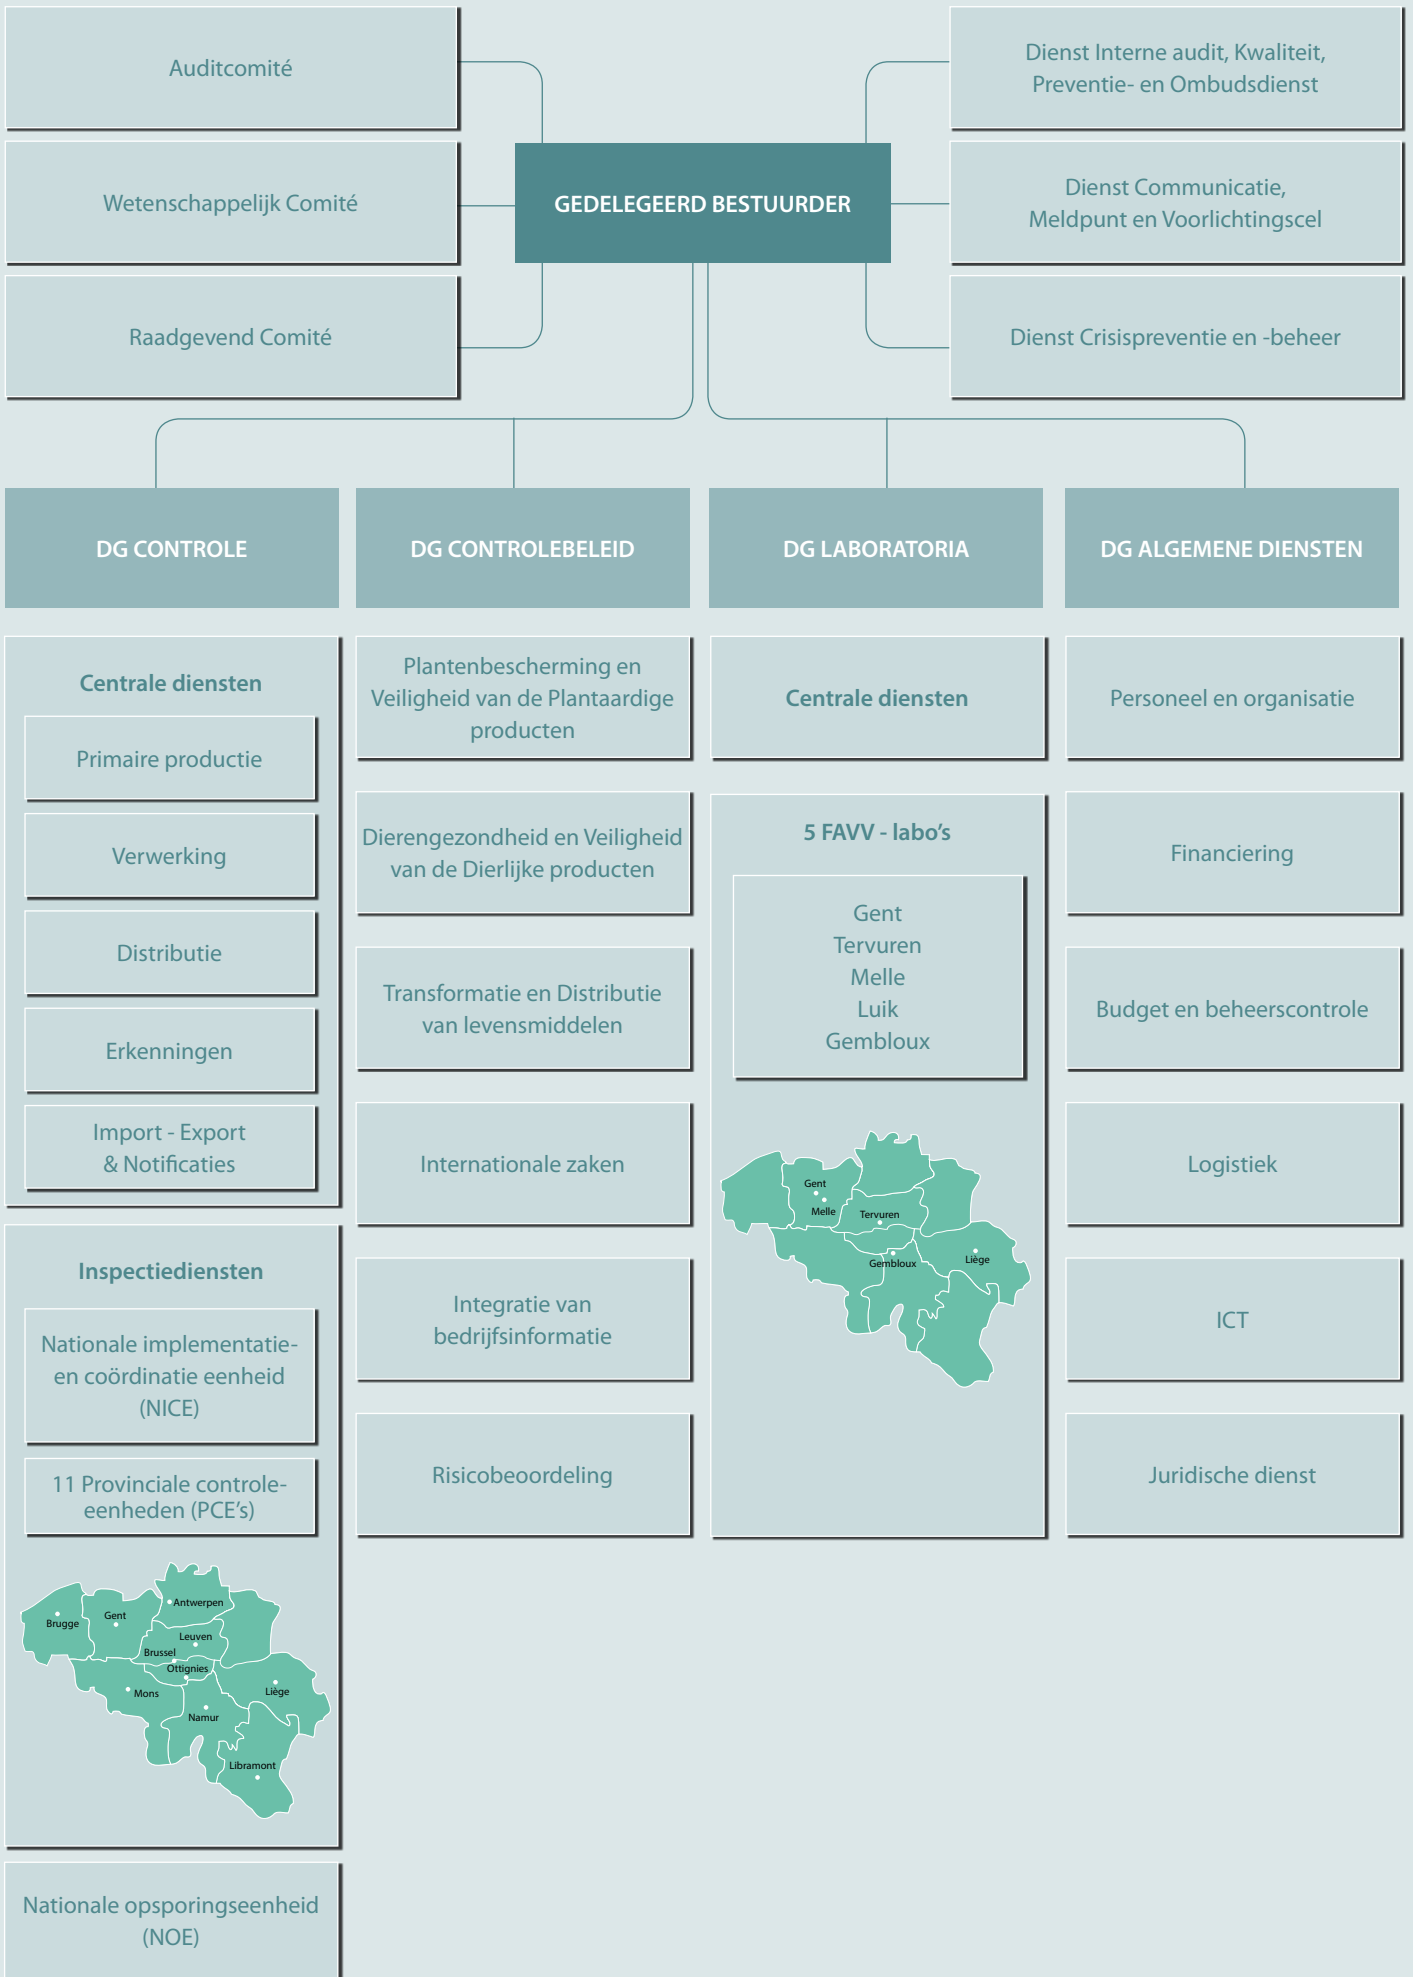 Auditcomité
Wetenschappelijk Comité
Raadgevend Comité
GEDELEGEERD BESTUURDER
Dienst Interne audit, Kwaliteit,
Preventie- en Ombudsdienst
Dienst Communicatie,
Meldpunt en Voorlichtingscel
Dienst Crisispreventie en -beheer
DG CONTROLE
DG CONTROLEBELEID
DG LABORATORIA
DG ALGEMENE DIENSTEN
Centrale diensten
Primaire productie
Verwerking
Distributie
Erkenningen
Import - Export
& Notificaties
Inspectiediensten
Nationale implementatie-
en coördinatie eenheid
(NICE)
11 Provinciale controle-
eenheden (PCE's)
Antwerpen
Brugge
Gent
Leuven
Brussel
Ottignies
Mons
Liège
Namur
Libramont
Nationale opsporingseenheid
(NOE)
Plantenbescherming en
Veiligheid van de Plantaardige
producten
Dierengezondheid en Veiligheid
van de Dierlijke producten
Transformatie en Distributie
van levensmiddelen
Internationale zaken
Integratie van
bedrijfsinformatie
Risicobeoordeling
Centrale diensten
5 FAVV - labo's
Gent
Tervuren
Melle
Luik
Gembloux
Gent
Melle
Tervuren
Gembloux
Liège
Personeel en organisatie
Financiering
Budget en beheerscontrole
Logistiek
ICT
Juridische dienst